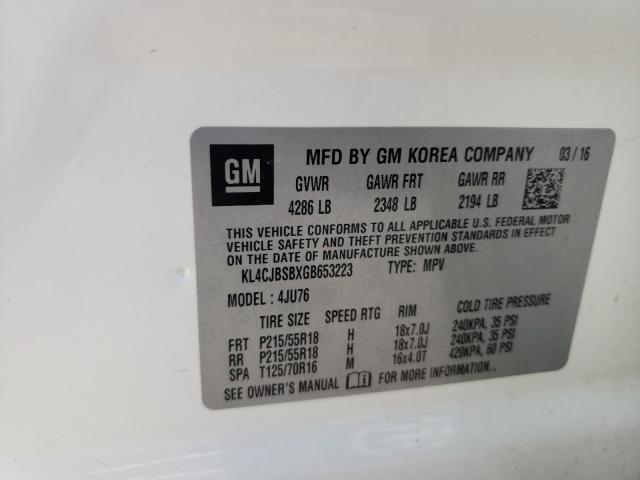 GM
MFD BY GM KOREA COMPANY 03/16
GVWR GAWR FRT GAWR RR
4286 LB 2348 LB 2194 LB
THIS VEHICLE CONFORMS TO ALL APPLICABLE U.S. FEDERAL MOTOR
VEHICLE SAFETY AND THEFT PREVENTION STANDARDS IN EFFECT
ON THE DATE OF MANUFACTURE SHOWN ABOVE.
KL4CJBSBXGB653223 TYPE: MPV
MODEL : 4JU76
TIRE SIZE SPEED RTG RIM COLD TIRE PRESSURE
FRT P215/55R18 H 18x7.0J 240KPA, 35 PSI
RR P215/55R18 H 18x7.0J 240KPA, 35 PSI
SPA T125/70R16 M 16x4.0T 420KPA, 60 PSI
SEE OWNER'S MANUAL FOR MORE INFORMATION.